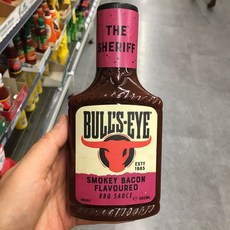 THE
SHERIFF
BULL'S-EYE
ESTD
1985
SMOKEY BACON
FLAVOURED
BBQ SAUCE